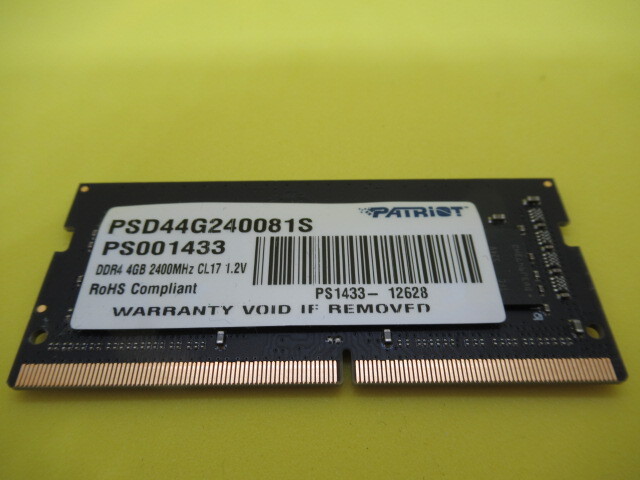 PATRIOT
PSD44G240081S
PS001433
DDR4 4GB 2400MHz CL17 1.2V
RoHS Compliant
PS1433- 12628
WARRANTY VOID IF REMOVED